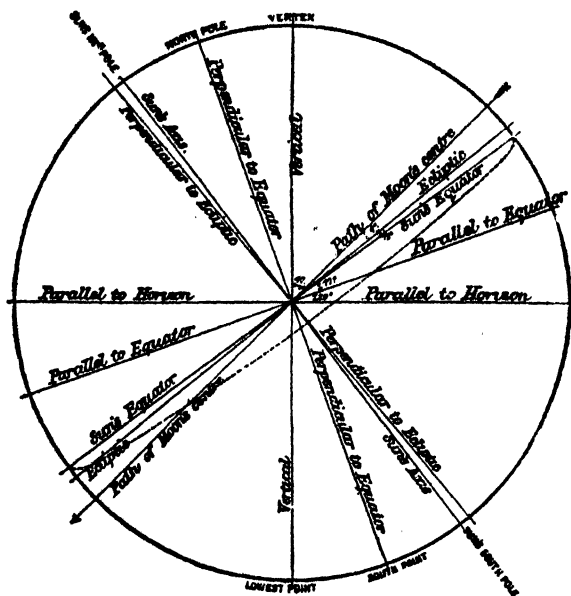 VERTEX
NORTH POLE
Sun's Axis.
Perpendicular to Ecliptic
Perpendicular to Equator
Vertical
Path of Moon's centre
Ecliptic
Sun's Equator
Parallel to Equator
Parallel to Horizon
Parallel to Horizon
Parallel to Equator
Sun's Equator
Ecliptic
Path of Moon's centre
Vertical
Perpendicular to Equator
Perpendicular to Ecliptic
Sun's Axis
LOWEST POINT
SOUTH POINT
SUN'S SOUTH POLE